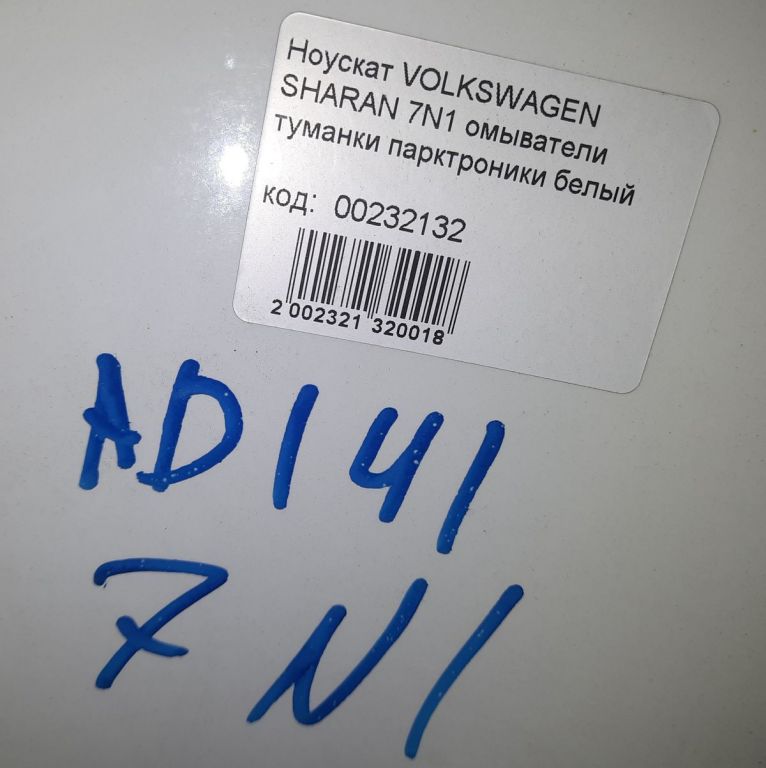 Ноускат VOLKSWAGEN
SHARAN 7N1 омыватели
туманки парктроники белый
код: 00232132
2 002321 320018
AD141
7N1